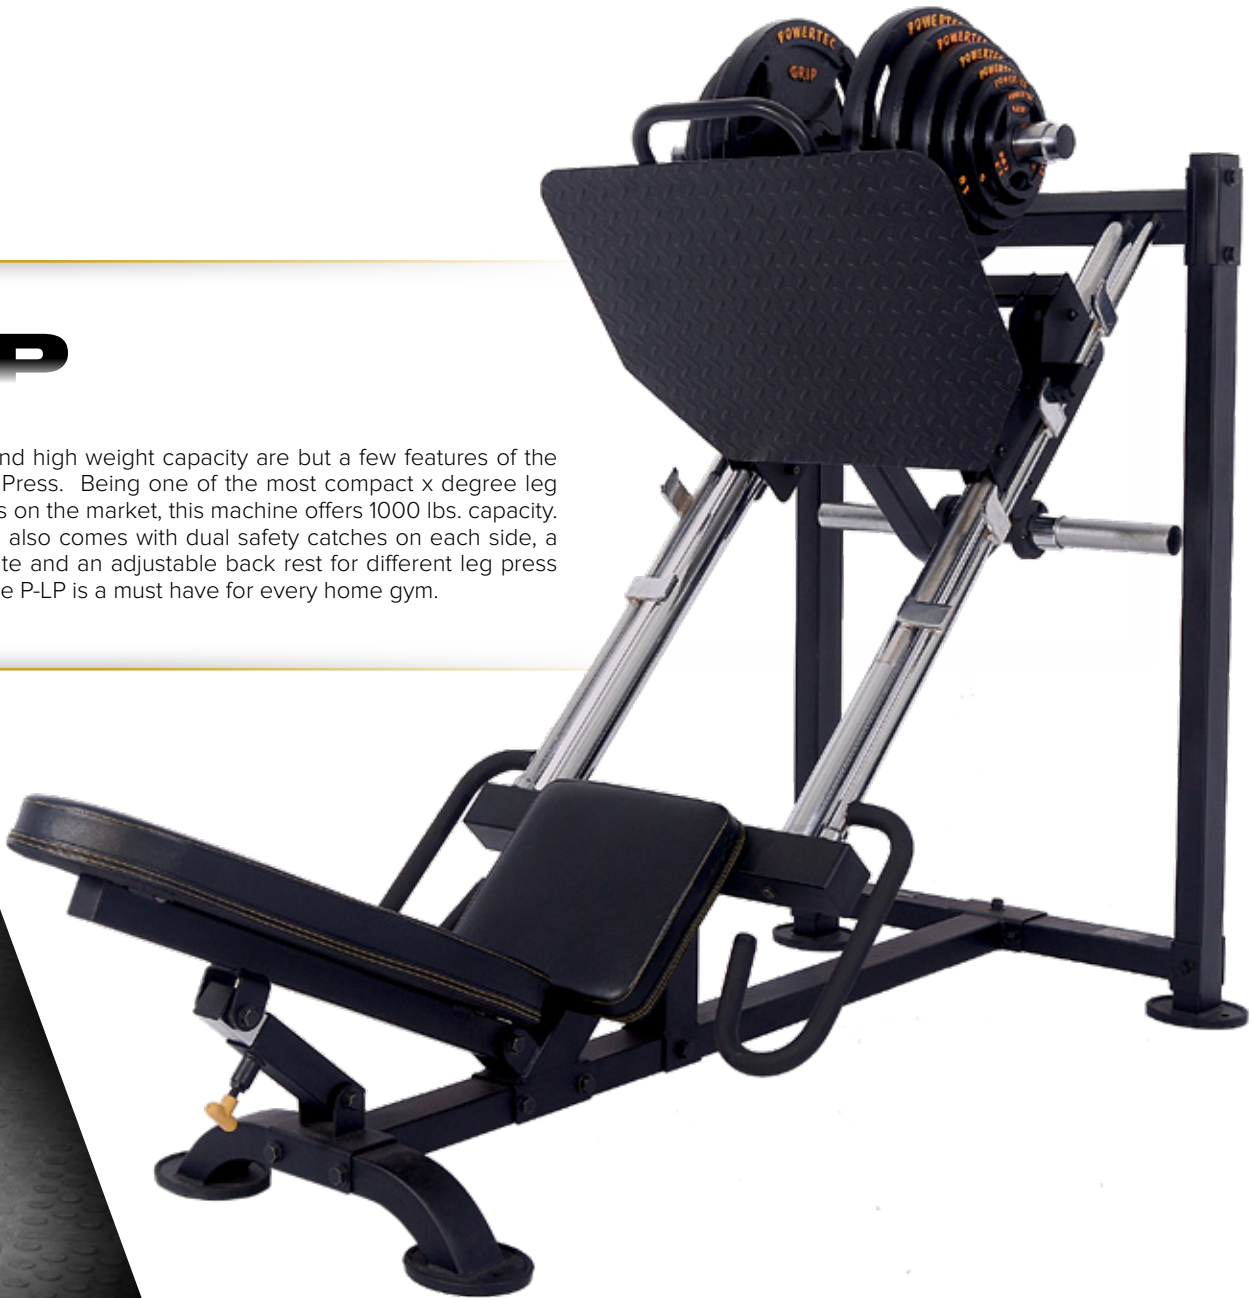 P
nd high weight capacity are but a few features of the
Press. Being one of the most compact x degree leg
s on the market, this machine offers 1000 lbs. capacity.
also comes with dual safety catches on each side, a
te and an adjustable back rest for different leg press
e P-LP is a must have for every home gym.
POWERTEC
GRIP
POWERTEC
POWERTEC
POWERTEC